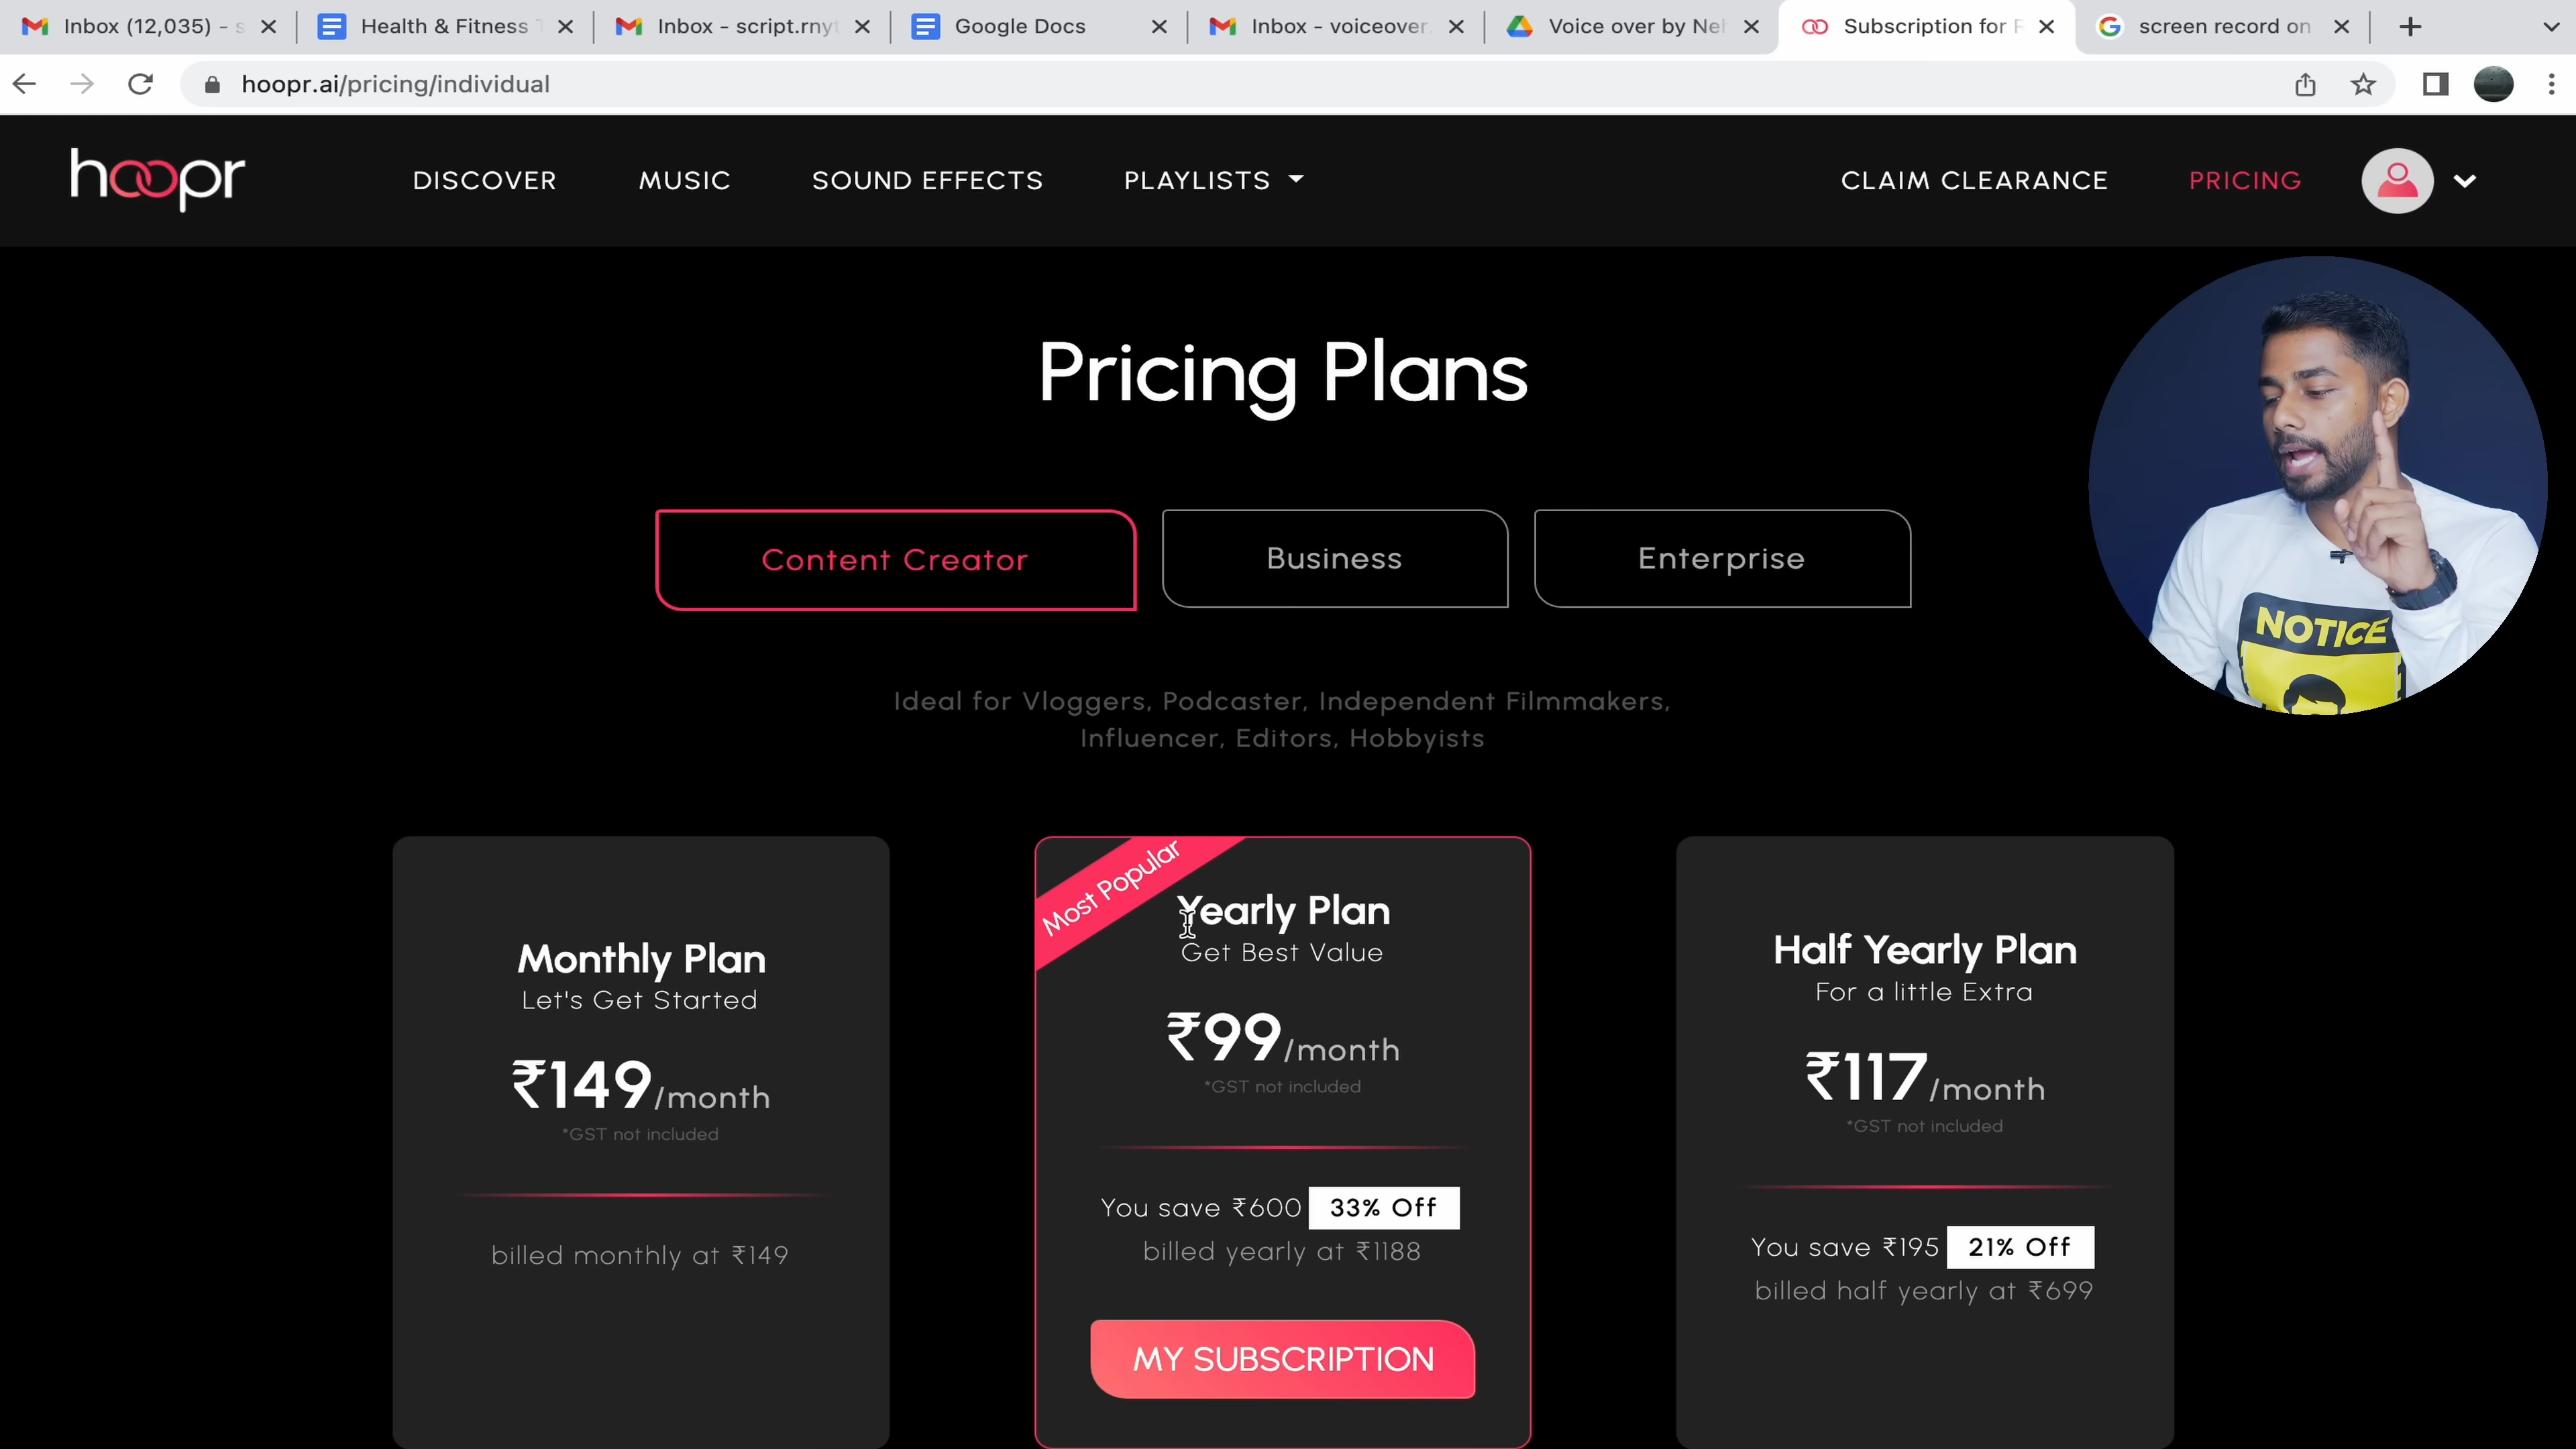 Inbox (12,035) - s
Health & Fitness T
Inbox - script.rnyt
Google Docs
Inbox - voiceover.
Voice over by Neh
Subscription for R
screen record on
hoopr.ai/pricing/individual
hoopr
DISCOVER
MUSIC
SOUND EFFECTS
PLAYLISTS
CLAIM CLEARANCE
PRICING
Pricing Plans
Content Creator
Business
Enterprise
NOTICE
Ideal for Vloggers, Podcaster, Independent Filmmakers,
Influencer, Editors, Hobbyists
Monthly Plan
Let's Get Started
₹149/month
*GST not included
billed monthly at ₹149
Most Popular
Yearly Plan
Get Best Value
₹99/month
*GST not included
You save ₹600 33% Off
billed yearly at ₹1188
MY SUBSCRIPTION
Half Yearly Plan
For a little Extra
₹117/month
*GST not included
You save ₹195 21% Off
billed half yearly at ₹699